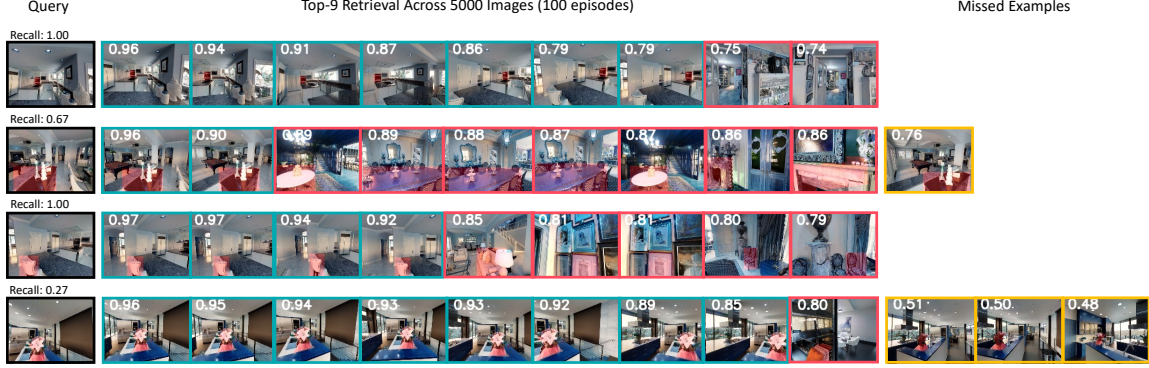 Query Top-9 Retrieval Across 5000 Images (100 episodes) Missed Examples
Recall: 1.00
0.96 0.94 0.91 0.87 0.86 0.79 0.79 0.75 0.74
Recall: 0.67
0.96 0.90 0.89 0.89 0.88 0.87 0.87 0.86 0.86 0.76
Recall: 1.00
0.97 0.97 0.94 0.92 0.85 0.81 0.81 0.80 0.79
Recall: 0.27
0.96 0.95 0.94 0.93 0.93 0.92 0.89 0.85 0.80 0.51 0.50 0.48